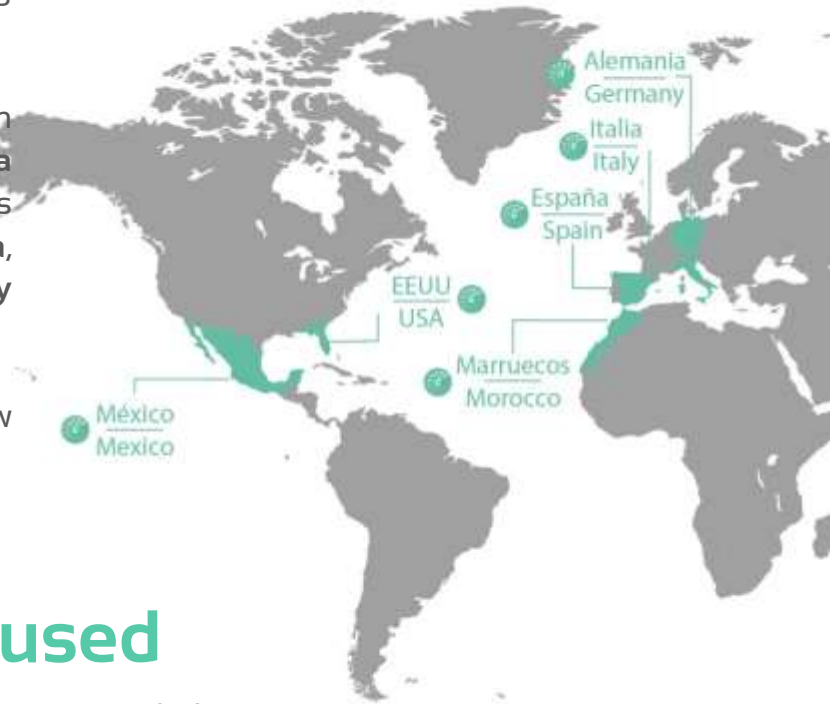 Alemania
Germany
Italia
Italy
España
Spain
EEUU
USA
Marruecos
Morocco
México
Mexico
used